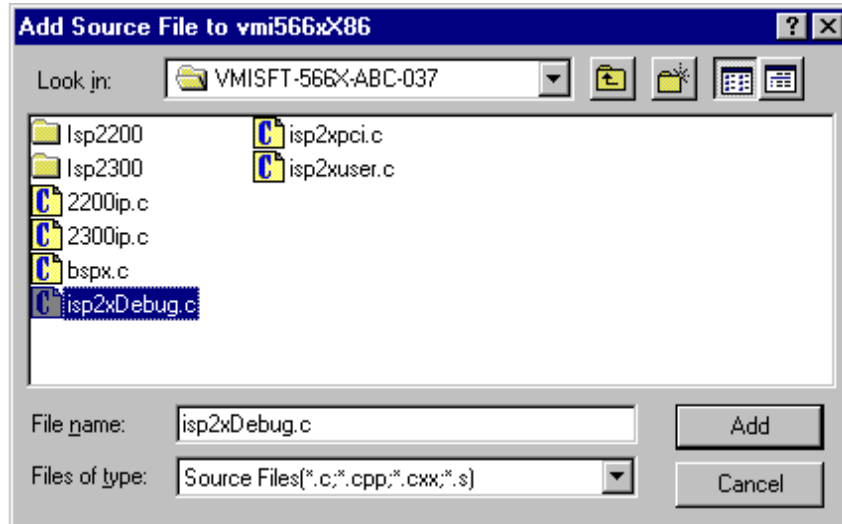 Add Source File to vmi566xX86
Look in: VMISFT-566X-ABC-037
Isp2200
Isp2300
2200ip.c
2300ip.c
bspx.c
isp2xDebug.c
isp2xpci.c
isp2xuser.c
File name: isp2xDebug.c Add
Files of type: Source Files(*.c;*.cpp;*.cxx;*.s) Cancel